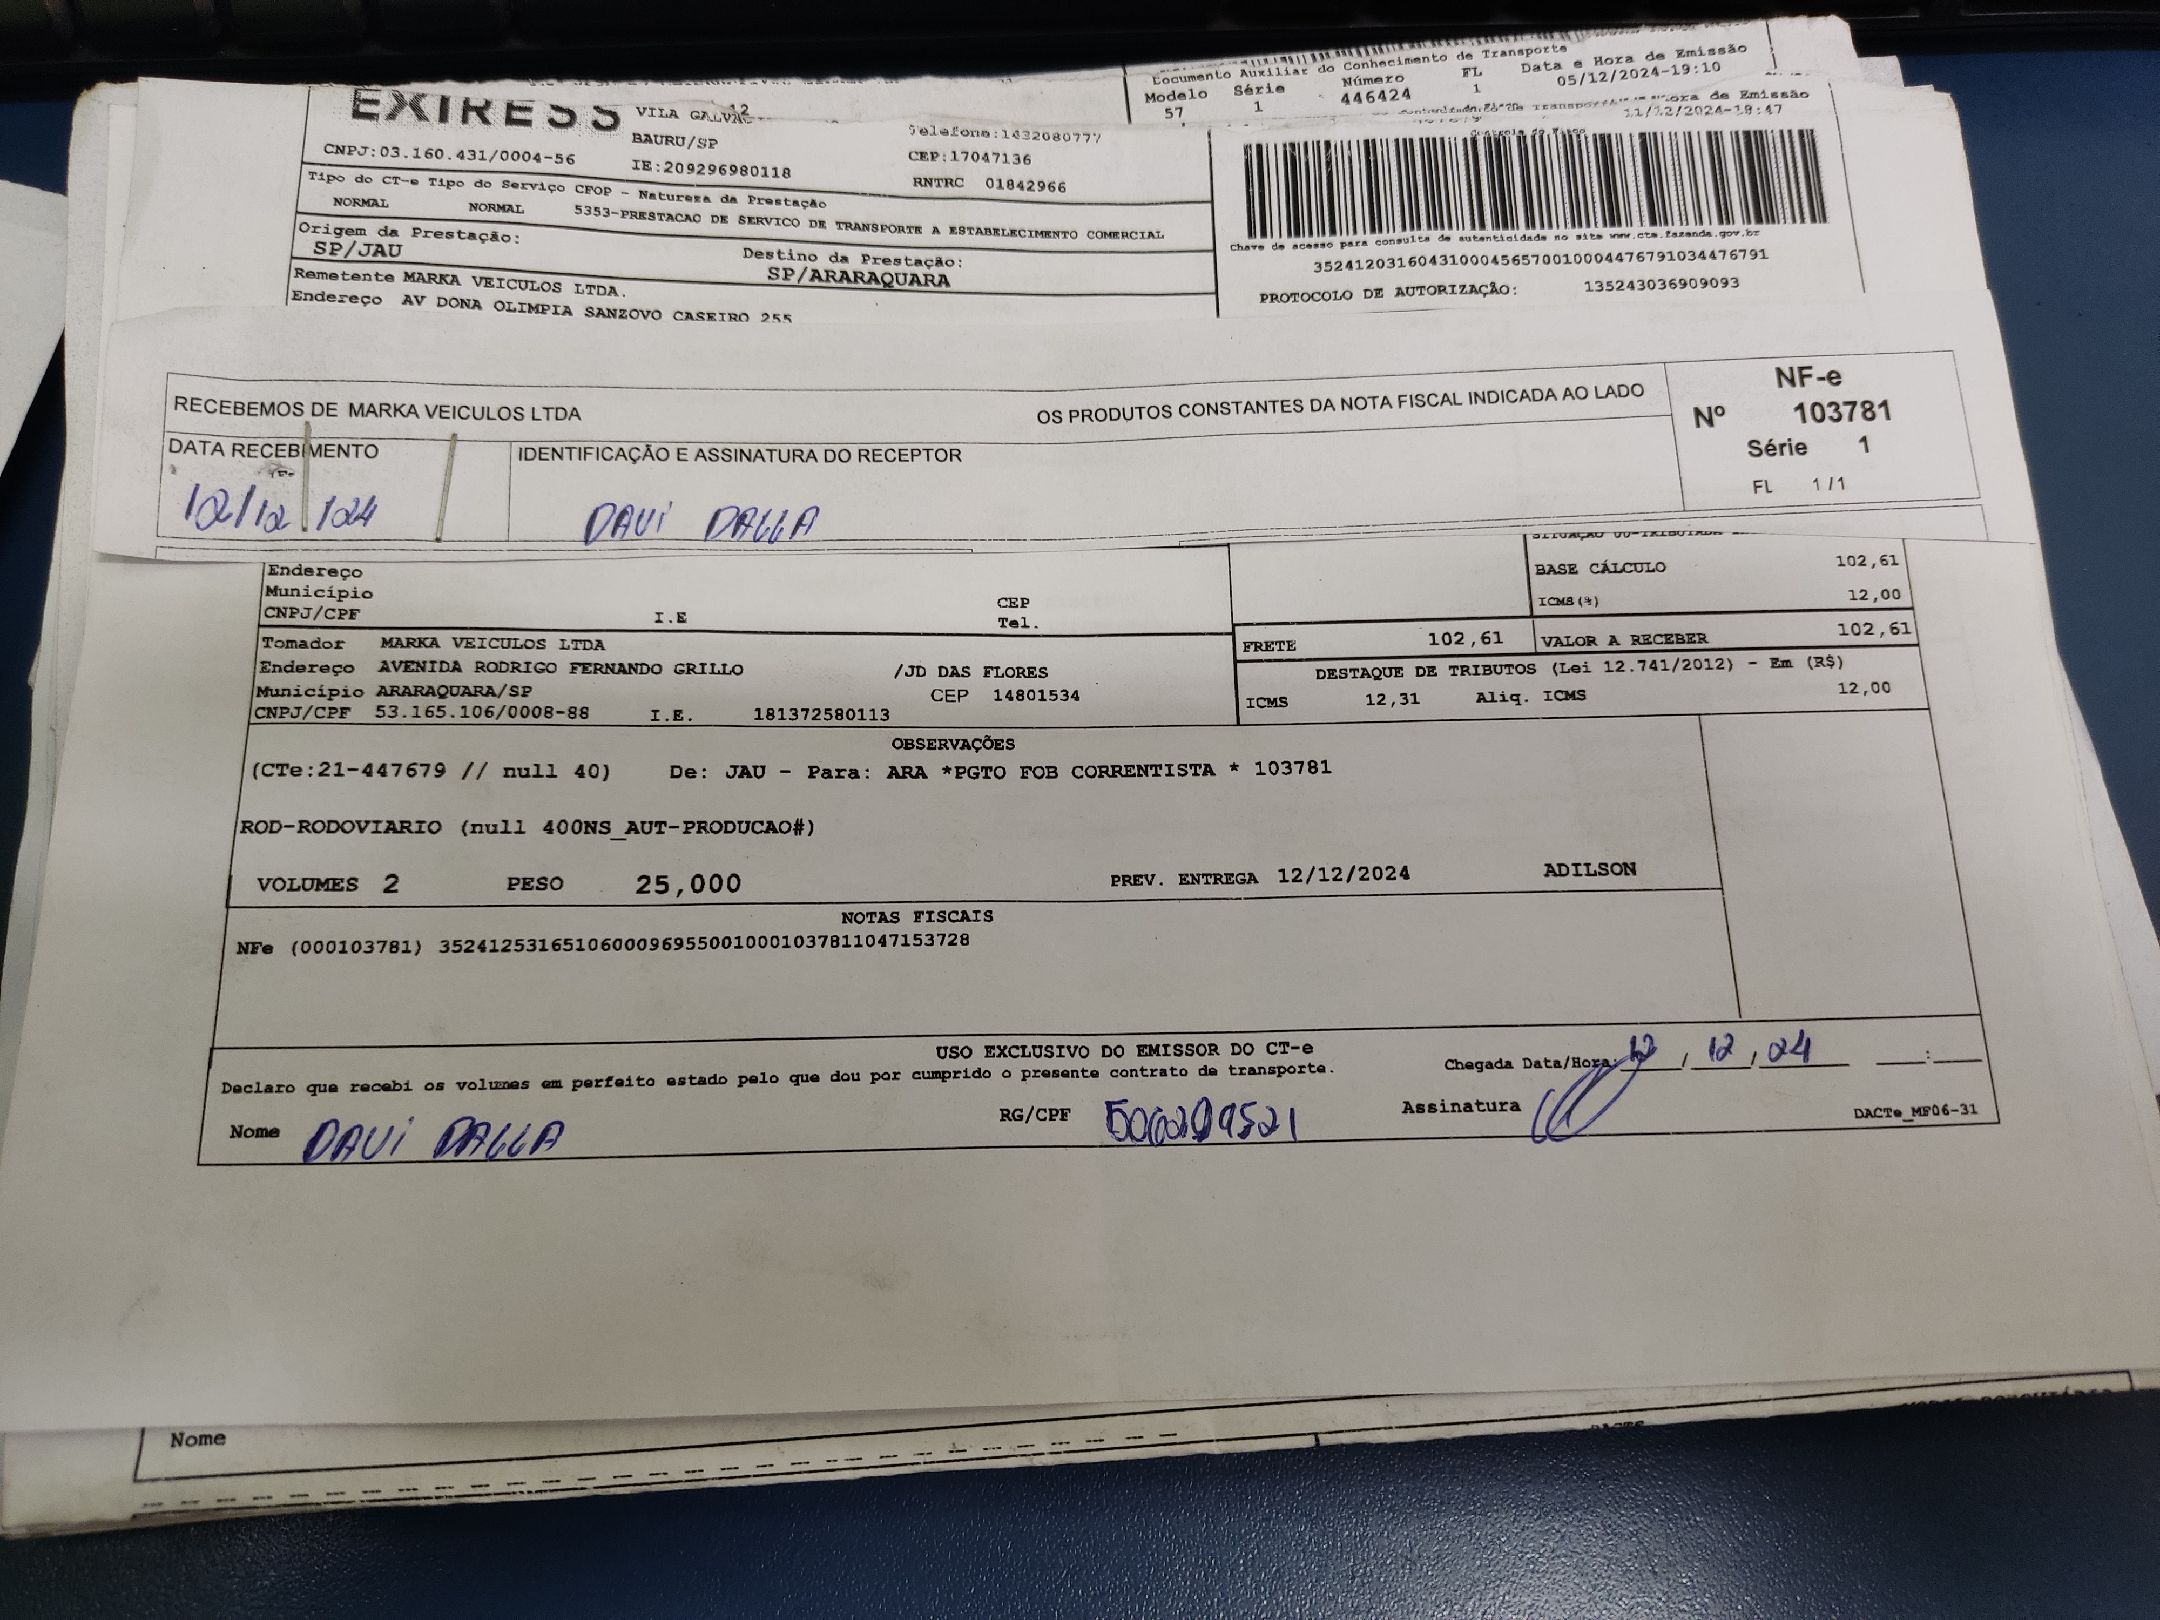 Documento Auxiliar do Conhecimento de Transporte
Modelo Série Número FL Data e Hora de Emissão
57 1 446424 1 05/12/2024-19:10
EXIRESS
VILA GALVAO 12
Hora de Emissão
11/12/2024-18:47
BAURU/SP
Telefone:1432080777
CNPJ:03.160.431/0004-56
IE:209296980118
CEP:17047136
RNTRC 01842966
Tipo do CT-e Tipo do Serviço CFOP - Natureza da Prestação
NORMAL NORMAL 5353-PRESTACAO DE SERVICO DE TRANSPORTE A ESTABELECIMENTO COMERCIAL
Origem da Prestação:
SP/JAU
Destino da Prestação:
SP/ARARAQUARA
Remetente MARKA VEICULOS LTDA.
Endereço AV DONA OLIMPIA SANZOVO CASEIRO 255
Controle do Fisco
Chave de acesso para consulta de autenticidade no site www.cte.fazenda.gov.br
35241203160431000456570010004476791034476791
PROTOCOLO DE AUTORIZAÇÃO: 135243036909093
RECEBEMOS DE MARKA VEICULOS LTDA OS PRODUTOS CONSTANTES DA NOTA FISCAL INDICADA AO LADO
DATA RECEBIMENTO
12/12/24
IDENTIFICAÇÃO E ASSINATURA DO RECEPTOR
DAVI DALLA
NF-e
Nº 103781
Série 1
FL 1 /1
Endereço
Município CEP
CNPJ/CPF I.E Tel.
BASE CÁLCULO 102,61
ICMS(%) 12,00
Tomador MARKA VEICULOS LTDA
Endereço AVENIDA RODRIGO FERNANDO GRILLO /JD DAS FLORES
Município ARARAQUARA/SP CEP 14801534
CNPJ/CPF 53.165.106/0008-88 I.E. 181372580113
FRETE 102,61 VALOR A RECEBER 102,61
DESTAQUE DE TRIBUTOS (Lei 12.741/2012) - Em (R$)
ICMS 12,31 Aliq. ICMS 12,00
OBSERVAÇÕES
(CTe:21-447679 // null 40) De: JAU - Para: ARA *PGTO FOB CORRENTISTA * 103781
ROD-RODOVIARIO (null 400NS_AUT-PRODUCAO#)
VOLUMES 2 PESO 25,000 PREV. ENTREGA 12/12/2024 ADILSON
NOTAS FISCAIS
NFe (000103781) 35241253165106000969550010001037811047153728
USO EXCLUSIVO DO EMISSOR DO CT-e
Declaro que recebi os volumes em perfeito estado pelo que dou por cumprido o presente contrato de transporte.
Chegada Data/Hora: 12 / 12 / 24 :
Nome DAVI DALLA
RG/CPF
Assinatura
DACTe_MF06-31
Nome
DACTE